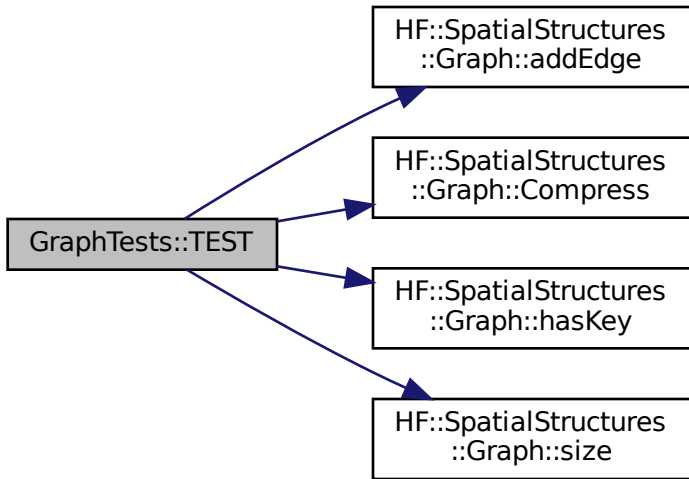 HF::SpatialStructures
::Graph::addEdge
HF::SpatialStructures
::Graph::Compress
GraphTests::TEST
HF::SpatialStructures
::Graph::hasKey
HF::SpatialStructures
::Graph::size